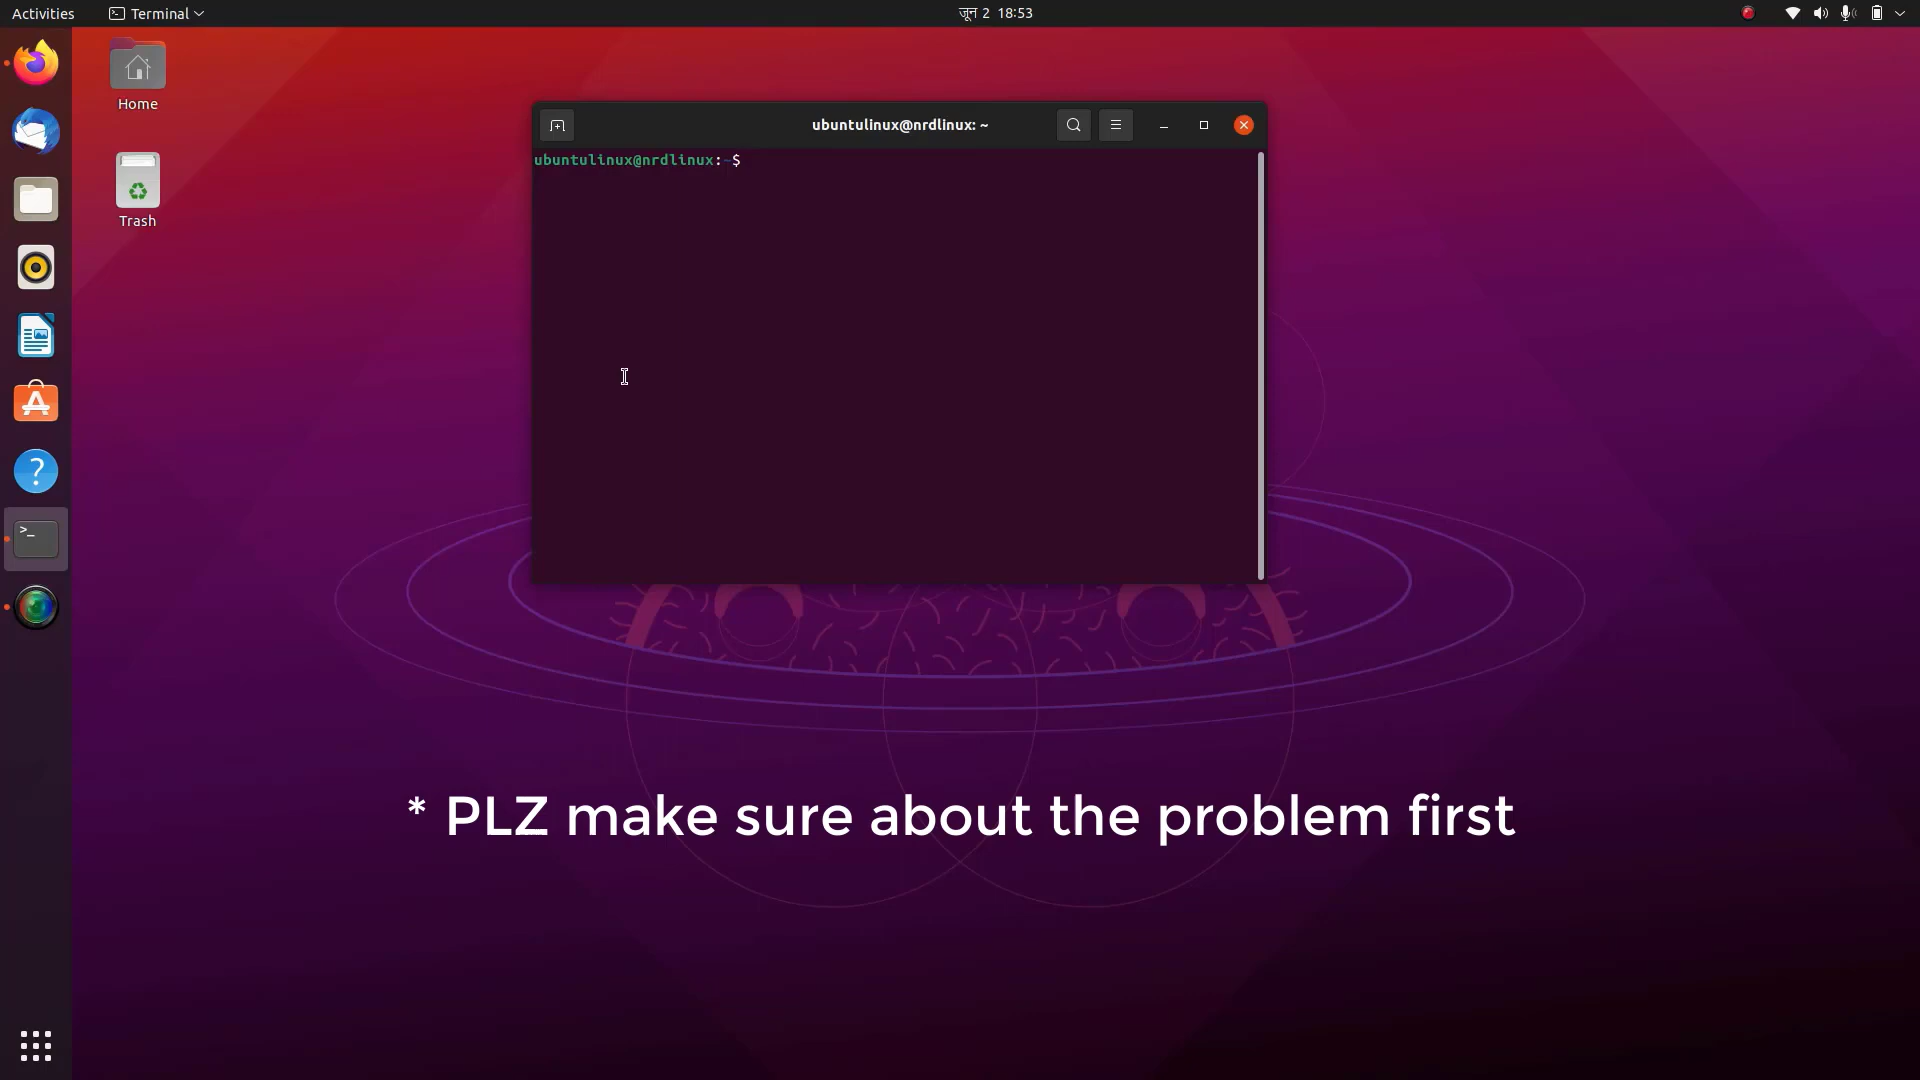 Activities
Terminal
जून 2 18:53
Home
Trash
ubuntulinux@nrdlinux: ~
ubuntulinux@nrdlinux:~$
* PLZ make sure about the problem first